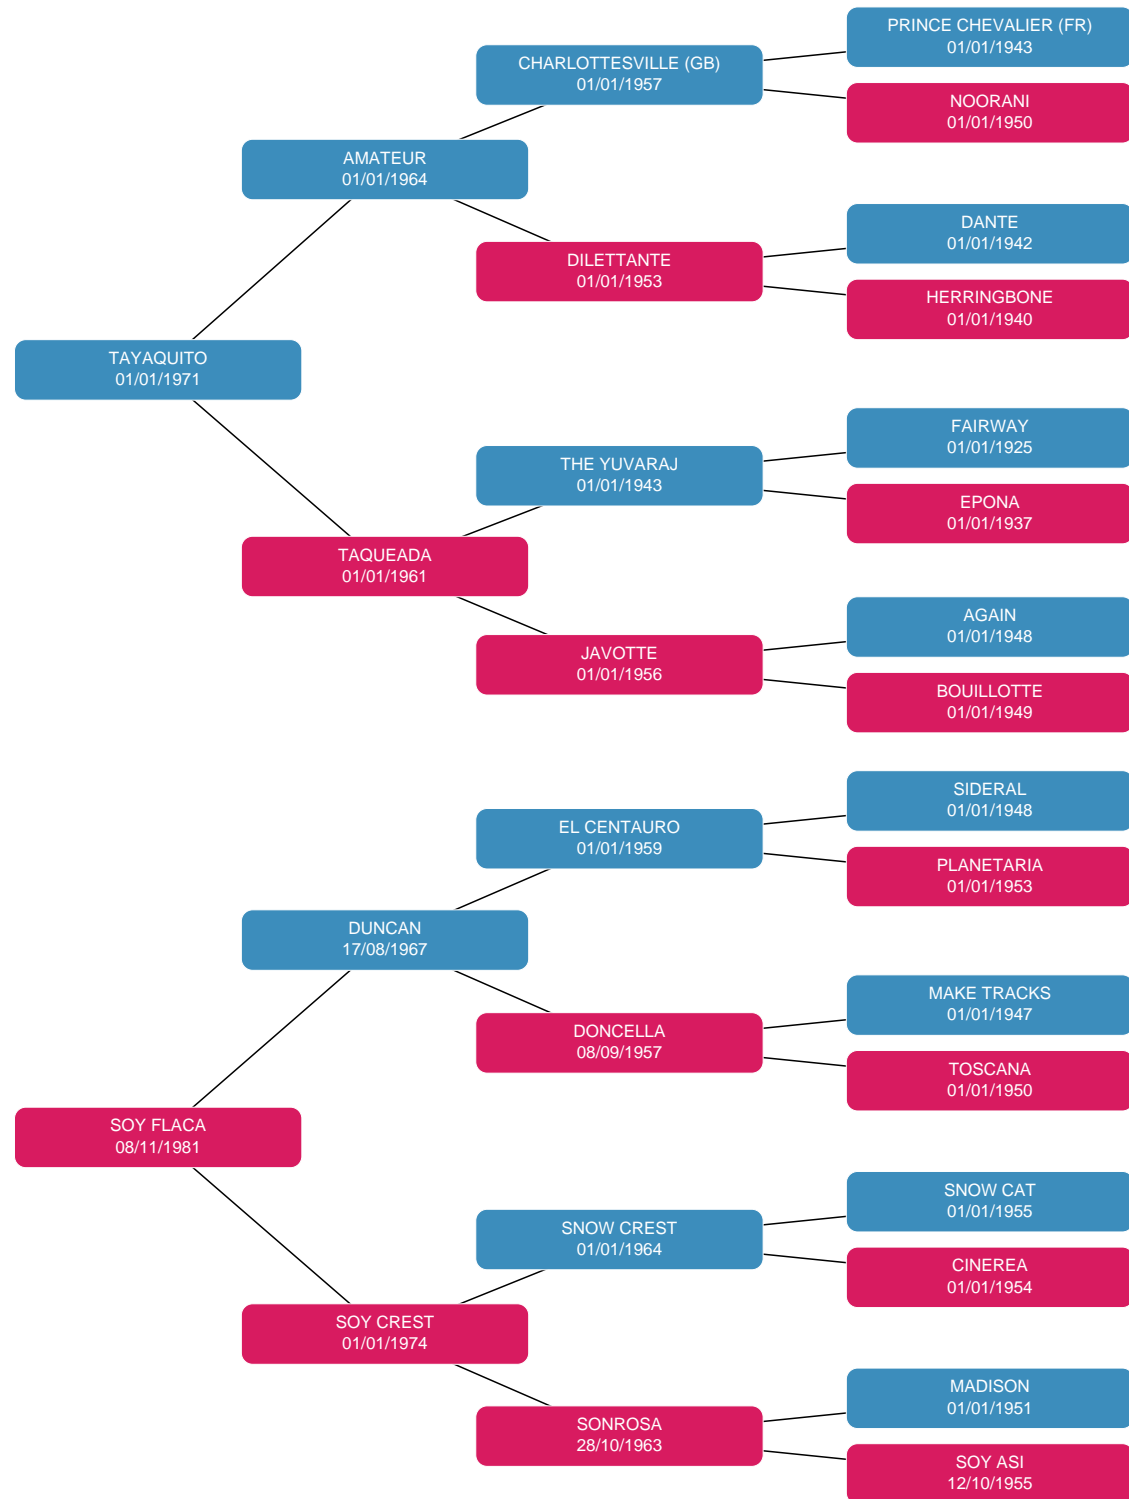 PRINCE CHEVALIER (FR)
01/01/1943
CHARLOTTESVILLE (GB)
01/01/1957
NOORANI
01/01/1950
AMATEUR
01/01/1964
DANTE
01/01/1942
DILETTANTE
01/01/1953
HERRINGBONE
01/01/1940
TAYAQUITO
01/01/1971
FAIRWAY
01/01/1925
THE YUVARAJ
01/01/1943
EPONA
01/01/1937
TAQUEADA
01/01/1961
AGAIN
01/01/1948
JAVOTTE
01/01/1956
BOUILLOTTE
01/01/1949
SIDERAL
01/01/1948
EL CENTAURO
01/01/1959
PLANETARIA
01/01/1953
DUNCAN
17/08/1967
MAKE TRACKS
01/01/1947
DONCELLA
08/09/1957
TOSCANA
01/01/1950
SOY FLACA
08/11/1981
SNOW CAT
01/01/1955
SNOW CREST
01/01/1964
CINEREA
01/01/1954
SOY CREST
01/01/1974
MADISON
01/01/1951
SONROSA
28/10/1963
SOY ASI
12/10/1955